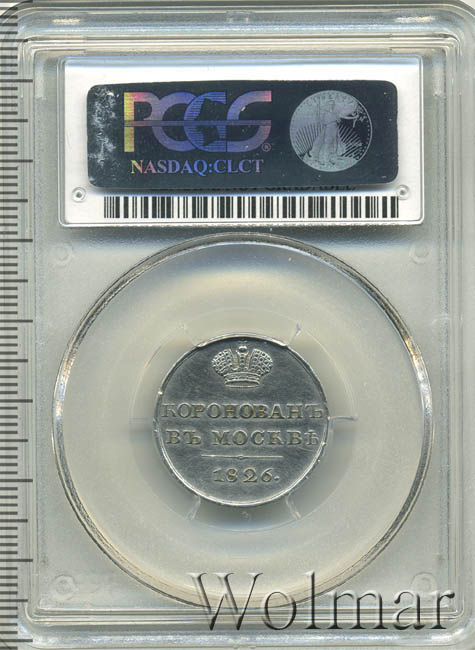 PCGS
®
NASDAQ:CLCT
КОРОНОВАНЪ
ВЪ МОСКВѢ
1826.
Wolmar